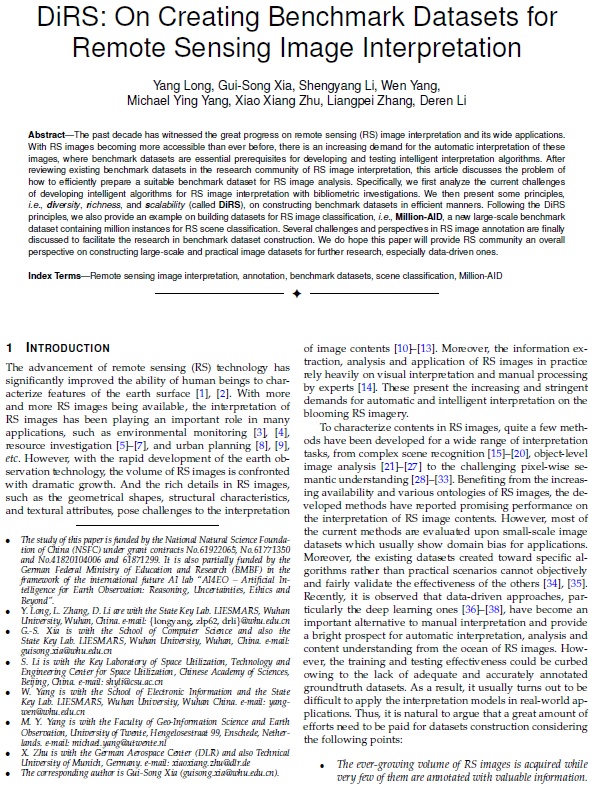 DiRS: On Creating Benchmark Datasets for
Remote Sensing Image Interpretation
Yang Long, Gui-Song Xia, Shengyang Li, Wen Yang,
Michael Ying Yang, Xiao Xiang Zhu, Liangpei Zhang, Deren Li
Abstract—The past decade has witnessed the great progress on remote sensing (RS) image interpretation and its wide applications.
With RS images becoming more accessible than ever before, there is an increasing demand for the automatic interpretation of these
images, where benchmark datasets are essential prerequisites for developing and testing intelligent interpretation algorithms. After
reviewing existing benchmark datasets in the research community of RS image interpretation, this article discusses the problem of
how to efficiently prepare a suitable benchmark dataset for RS image analysis. Specifically, we first analyze the current challenges
of developing intelligent algorithms for RS image interpretation with bibliometric investigations. We then present some principles,
i.e., diversity, richness, and scalability (called DiRS), on constructing benchmark datasets in efficient manners. Following the DiRS
principles, we also provide an example on building datasets for RS image classification, i.e., Million-AID, a new large-scale benchmark
dataset containing million instances for RS scene classification. Several challenges and perspectives in RS image annotation are finally
discussed to facilitate the research in benchmark dataset construction. We do hope this paper will provide RS community an overall
perspective on constructing large-scale and practical image datasets for further research, especially data-driven ones.
Index Terms—Remote sensing image interpretation, annotation, benchmark datasets, scene classification, Million-AID
1 INTRODUCTION
The advancement of remote sensing (RS) technology has
significantly improved the ability of human beings to char-
acterize features of the earth surface [1], [2]. With more
and more RS images being available, the interpretation of
RS images has been playing an important role in many
applications, such as environmental monitoring [3], [4],
resource investigation [5]–[7], and urban planning [8], [9],
etc. However, with the rapid development of the earth ob-
servation technology, the volume of RS images is confronted
with dramatic growth. And the rich details in RS images,
such as the geometrical shapes, structural characteristics,
and textural attributes, pose challenges to the interpretation
• The study of this paper is funded by the National Natural Science Founda-
tion of China (NSFC) under grant contracts No.61922065, No.61771350
and No.41820104006 and 61871299. It is also partially funded by the
German Federal Ministry of Education and Research (BMBF) in the
framework of the international future AI lab "AI4EO – Artificial In-
telligence for Earth Observation: Reasoning, Uncertainties, Ethics and
Beyond".
• Y. Long, L. Zhang, D. Li are with the State Key Lab. LIESMARS, Wuhan
University, Wuhan, China. e-mail: {longyang, zlp62, drli}@whu.edu.cn
• G.-S. Xia is with the School of Computer Science and also the
State Key Lab. LIESMARS, Wuhan University, Wuhan, China. e-mail:
guisong.xia@whu.edu.cn
• S. Li is with the Key Laboratory of Space Utilization, Technology and
Engineering Center for Space Utilization, Chinese Academy of Sciences,
Beijing, China. e-mail: shyli@csu.ac.cn
• W. Yang is with the School of Electronic Information and the State
Key Lab. LIESMARS, Wuhan University, Wuhan China. e-mail: yang-
wen@whu.edu.cn
• M. Y. Yang is with the Faculty of Geo-Information Science and Earth
Observation, University of Twente, Hengelosestraat 99, Enschede, Nether-
lands. e-mail: michael.yang@utwente.nl
• X. Zhu is with the German Aerospace Center (DLR) and also Technical
University of Munich, Germany. e-mail: xiaoxiang.zhu@dlr.de
• The corresponding author is Gui-Song Xia (guisong.xia@whu.edu.cn).
of image contents [10]–[13]. Moreover, the information ex-
traction, analysis and application of RS images in practice
rely heavily on visual interpretation and manual processing
by experts [14]. These present the increasing and stringent
demands for automatic and intelligent interpretation on the
blooming RS imagery.
To characterize contents in RS images, quite a few meth-
ods have been developed for a wide range of interpretation
tasks, from complex scene recognition [15]–[20], object-level
image analysis [21]–[27] to the challenging pixel-wise se-
mantic understanding [28]–[33]. Benefiting from the increas-
ing availability and various ontologies of RS images, the de-
veloped methods have reported promising performance on
the interpretation of RS image contents. However, most of
the current methods are evaluated upon small-scale image
datasets which usually show domain bias for applications.
Moreover, the existing datasets created toward specific al-
gorithms rather than practical scenarios cannot objectively
and fairly validate the effectiveness of the others [34], [35].
Recently, it is observed that data-driven approaches, par-
ticularly the deep learning ones [36]–[38], have become an
important alternative to manual interpretation and provide
a bright prospect for automatic interpretation, analysis and
content understanding from the ocean of RS images. How-
ever, the training and testing effectiveness could be curbed
owing to the lack of adequate and accurately annotated
groundtruth datasets. As a result, it usually turns out to be
difficult to apply the interpretation models in real-world ap-
plications. Thus, it is natural to argue that a great amount of
efforts need to be paid for datasets construction considering
the following points:
• The ever-growing volume of RS images is acquired while
very few of them are annotated with valuable information.